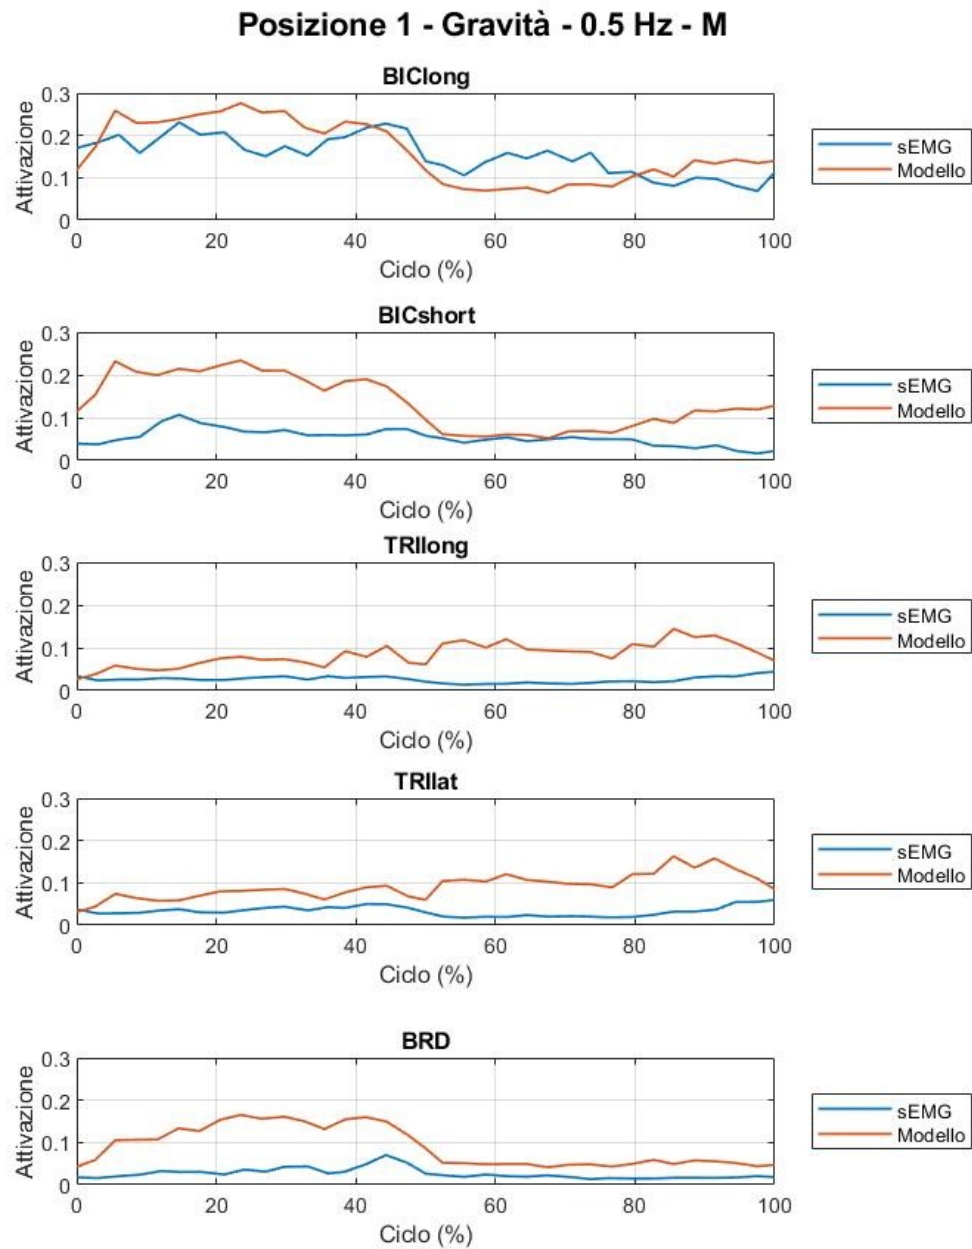 Posizione 1 - Gravità - 0.5 Hz - M
BIClong
0.3
0.2
0.1
0
Attivazione
0 20 40 60 80 100
Ciclo (%)
sEMG
Modello
BICshort
0.3
0.2
0.1
0
Attivazione
0 20 40 60 80 100
Ciclo (%)
sEMG
Modello
TRIlong
0.3
0.2
0.1
0
Attivazione
0 20 40 60 80 100
Ciclo (%)
sEMG
Modello
TRIlat
0.3
0.2
0.1
0
Attivazione
0 20 40 60 80 100
Ciclo (%)
sEMG
Modello
BRD
0.3
0.2
0.1
0
Attivazione
0 20 40 60 80 100
Ciclo (%)
sEMG
Modello